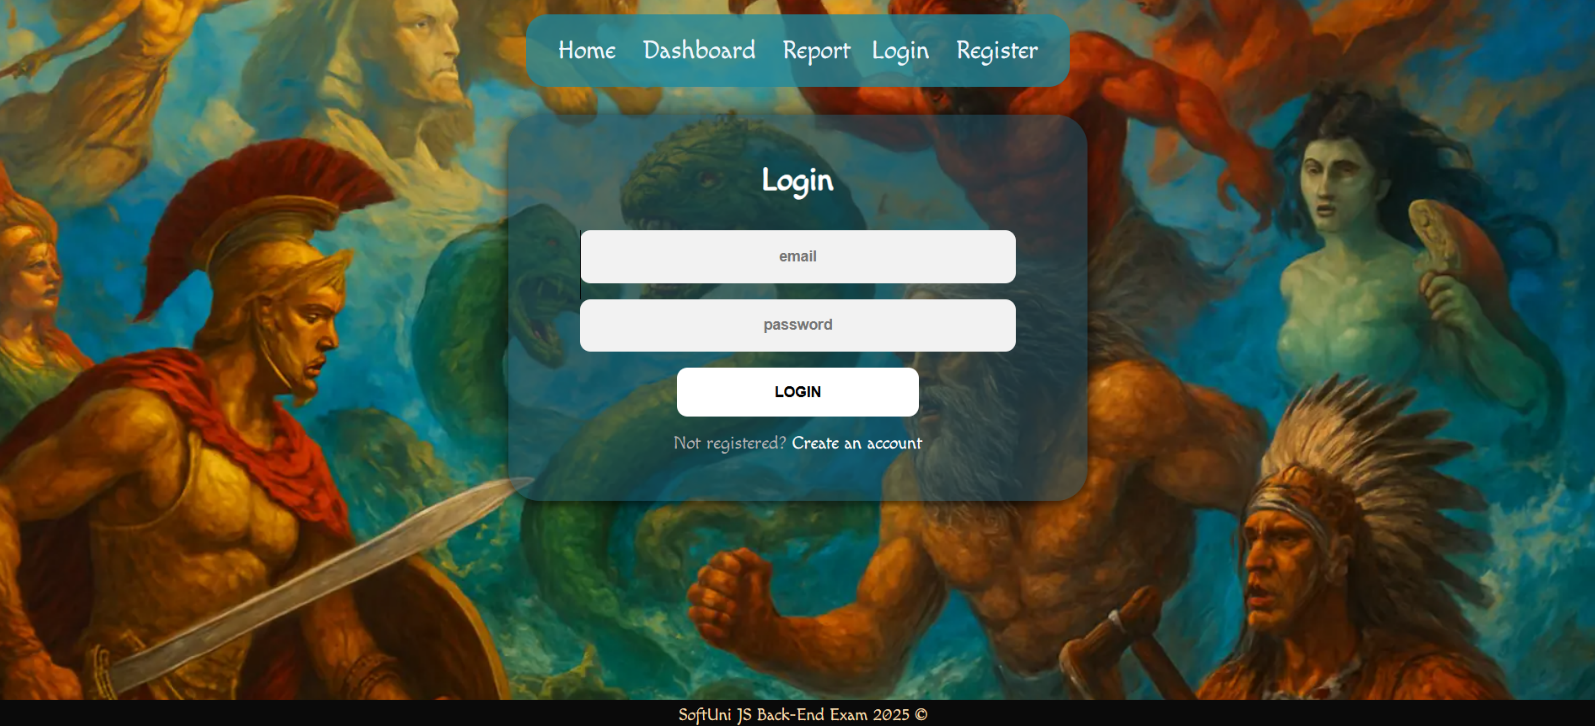 Home Dashboard Report Login Register
Login
email
password
LOGIN
Not registered? Create an account
SoftUni JS Back-End Exam 2025 ©